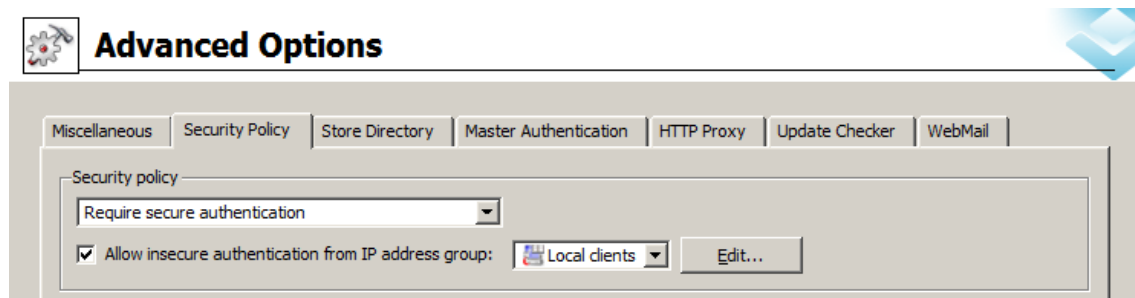 Advanced Options
Miscellaneous Security Policy Store Directory Master Authentication HTTP Proxy Update Checker WebMail
Security policy
Require secure authentication
Allow insecure authentication from IP address group: Local clients Edit...